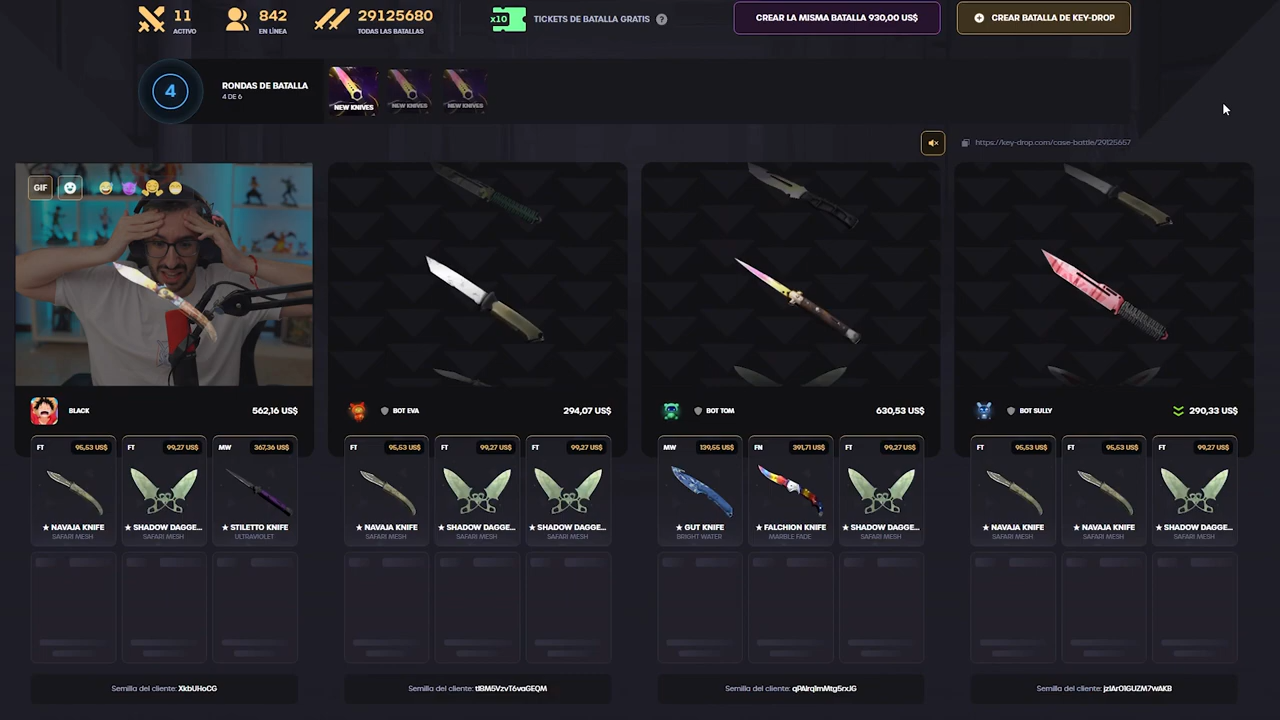 11
ACTIVO
842
EN LÍNEA
29125680
TODAS LAS BATALLAS
x10
TICKETS DE BATALLA GRATIS ?
CREAR LA MISMA BATALLA 930,00 US$
CREAR BATALLA DE KEY-DROP
4
RONDAS DE BATALLA
4 DE 6
NEW KNIVES
NEW KNIVES
NEW KNIVES
https://key-drop.com/case-battle/29125657
GIF
BLACK 562,16 US$
BOT EVA 294,07 US$
BOT TOM 630,53 US$
BOT SULLY 290,33 US$
FT 95,53 US$ FT 99,27 US$ MW 367,36 US$
★ NAVAJA KNIFE ★ SHADOW DAGGE... ★ STILETTO KNIFE
SAFARI MESH SAFARI MESH ULTRAVIOLET
FT 95,53 US$ FT 99,27 US$ FT 99,27 US$
★ NAVAJA KNIFE ★ SHADOW DAGGE... ★ SHADOW DAGGE...
SAFARI MESH SAFARI MESH SAFARI MESH
MW 139,55 US$ FN 391,71 US$ FT 99,27 US$
★ GUT KNIFE ★ FALCHION KNIFE ★ SHADOW DAGGE...
BRIGHT WATER MARBLE FADE SAFARI MESH
FT 95,53 US$ FT 95,53 US$ FT 99,27 US$
★ NAVAJA KNIFE ★ NAVAJA KNIFE ★ SHADOW DAGGE...
SAFARI MESH SAFARI MESH SAFARI MESH
Semilla del cliente: XkbUHoCG
Semilla del cliente:
Semilla del cliente:
Semilla del cliente: